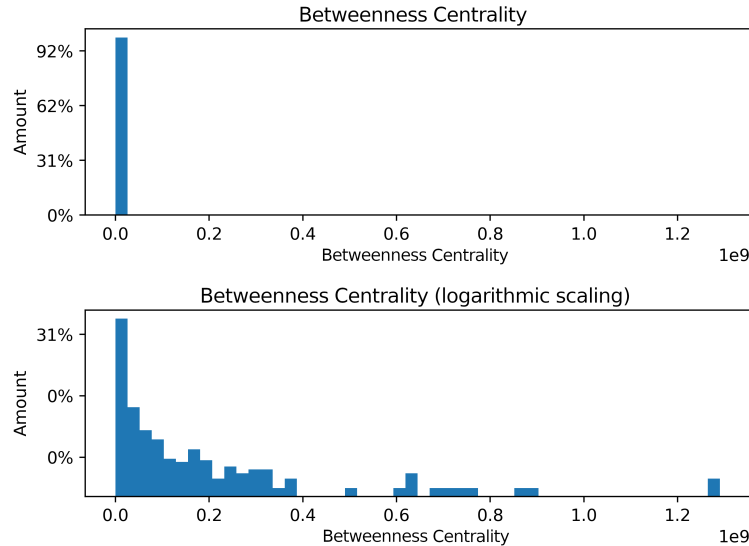 Betweenness Centrality
92%
62%
31%
0%
Amount
0.0 0.2 0.4 0.6 0.8 1.0 1.2
1e9
Betweenness Centrality
Betweenness Centrality (logarithmic scaling)
31%
0%
0%
Amount
0.0 0.2 0.4 0.6 0.8 1.0 1.2
1e9
Betweenness Centrality